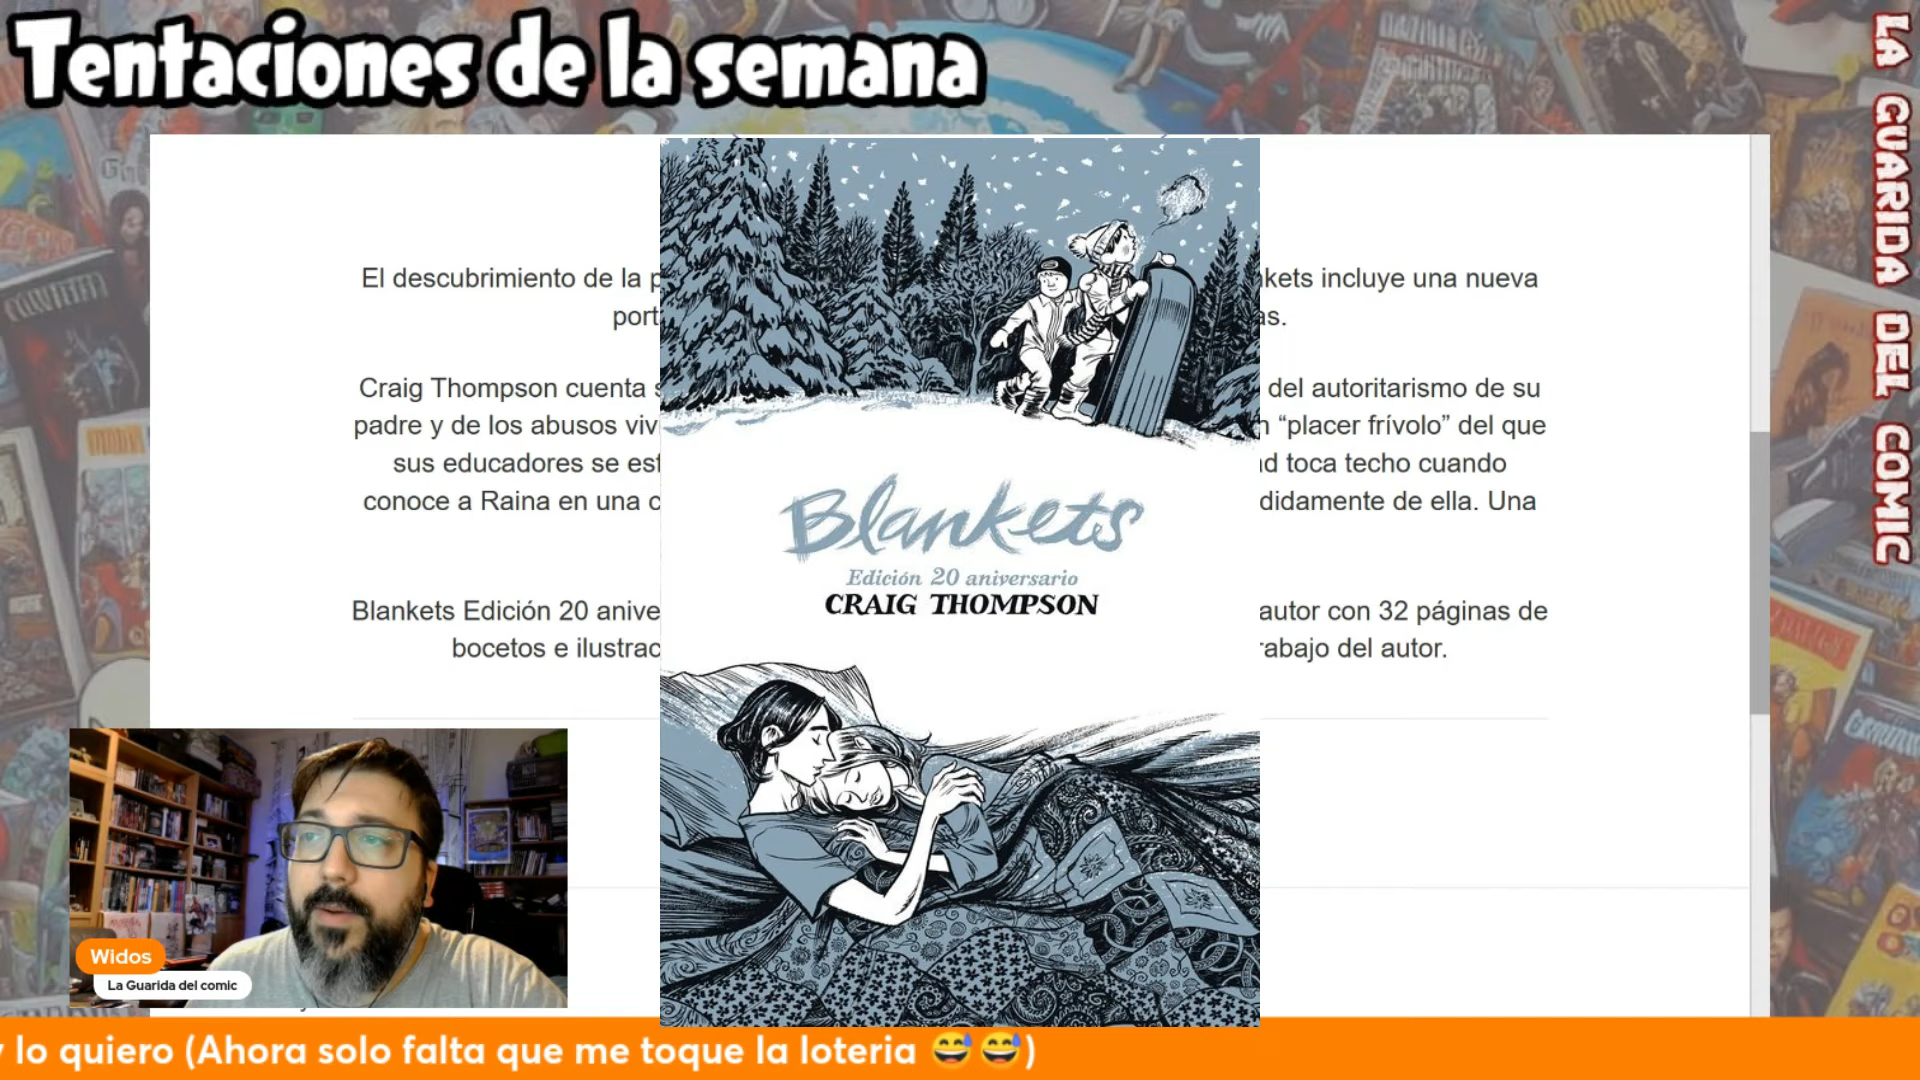 Tentaciones de la semana
LA GUARIDA DEL COMIC
El descubrimiento de la p
kets incluye una nueva
port
as.
Craig Thompson cuenta s
del autoritarismo de su
padre y de los abusos viv
n “placer frívolo” del que
sus educadores se esf
d toca techo cuando
conoce a Raina en una c
didamente de ella. Una
Blankets Edición 20 anive
autor con 32 páginas de
bocetos e ilustrac
rabajo del autor.
Blankets
Edición 20 aniversario
CRAIG THOMPSON
Widos
La Guarida del comic
y lo quiero (Ahora solo falta que me toque la loteria 😅😅)